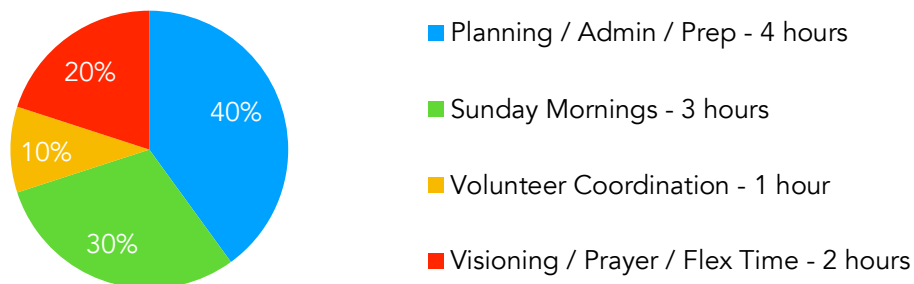 20%
40%
10%
30%
Planning / Admin / Prep - 4 hours
Sunday Mornings - 3 hours
Volunteer Coordination - 1 hour
Visioning / Prayer / Flex Time - 2 hours